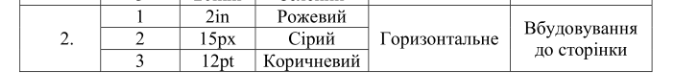 1 2in Рожевий
2. 2 15px Сірий Горизонтальне Вбудовування до сторінки
3 12pt Коричневий